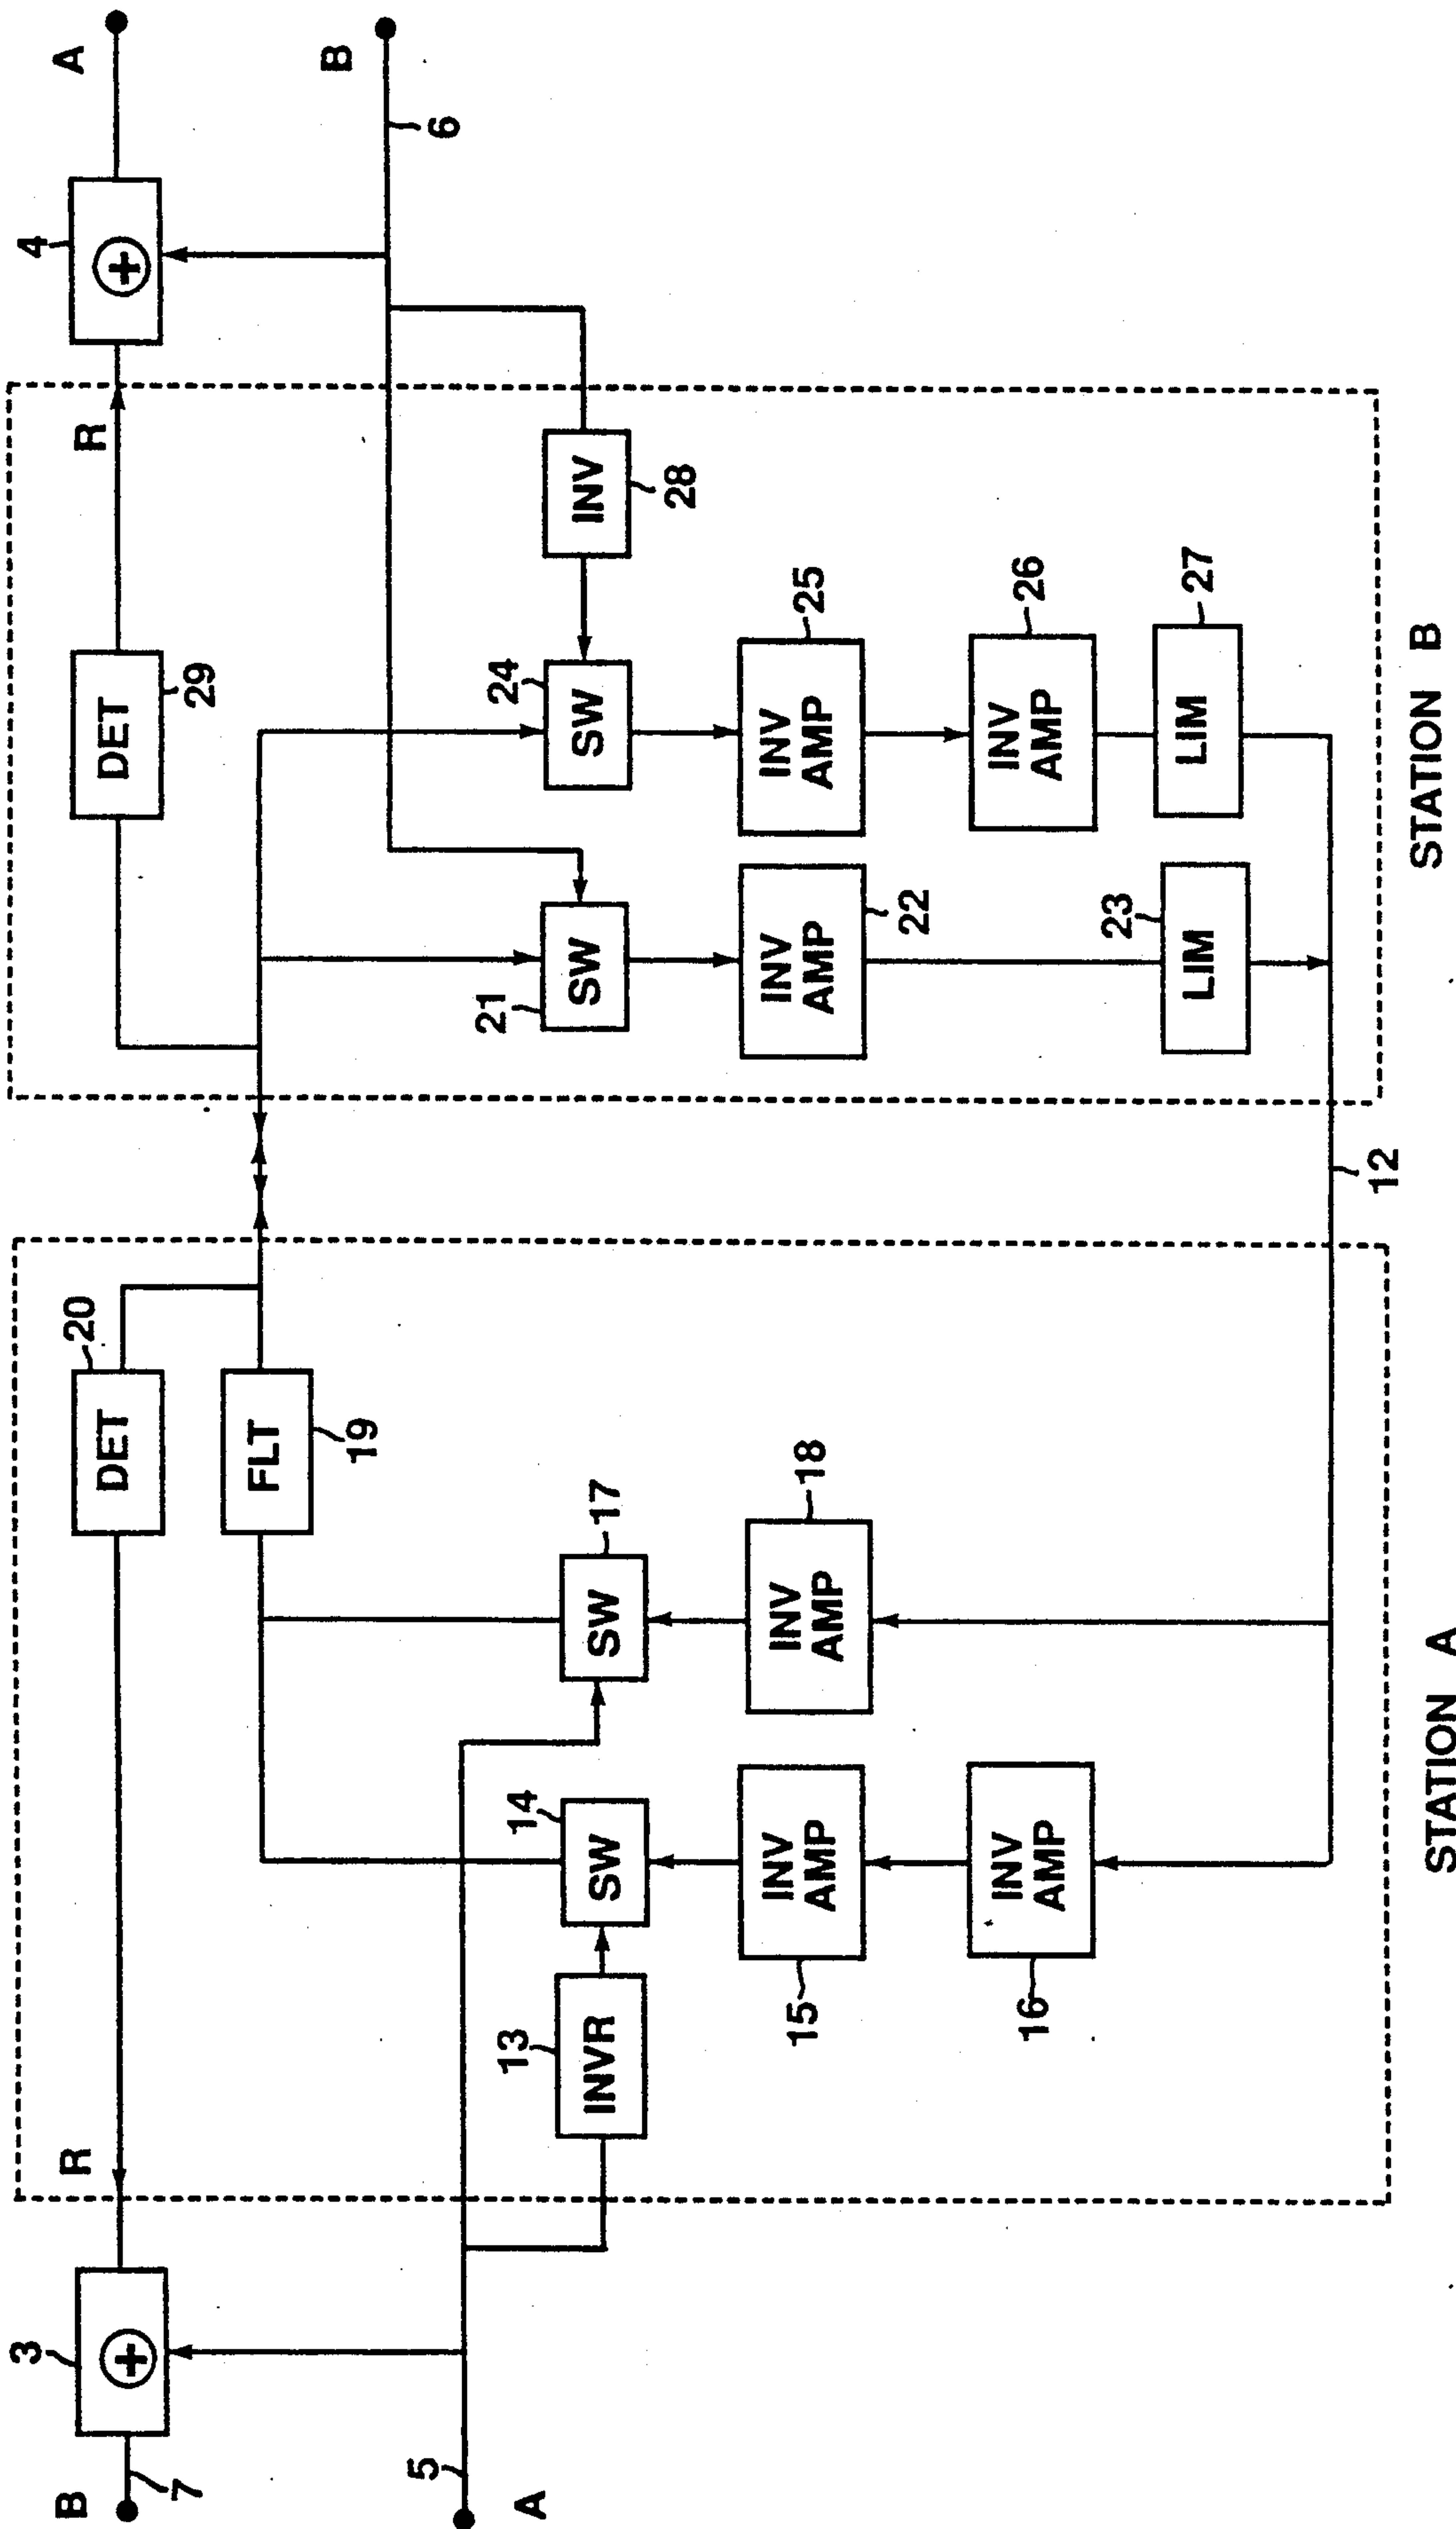 B
7
3
R
5
A
13
INVR
14
SW
15
INV
AMP
16
INV
AMP
17
SW
18
INV
AMP
DET
20
FLT
19
STATION A
12
DET
29
R
21
SW
INV
AMP
22
LIM
23
24
SW
INV
AMP
25
INV
AMP
26
LIM
27
INV
28
STATION B
4
A
B
6